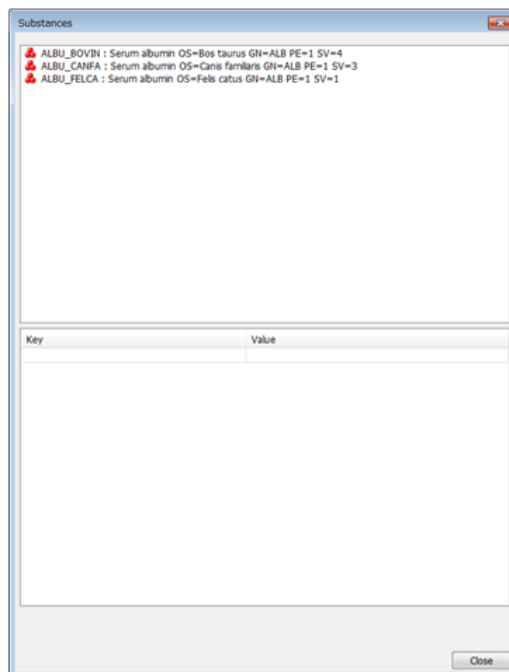 Substances
ALBU_BOVIN : Serum albumin OS=Bos taurus GN=ALB PE=1 SV=4
ALBU_CANFA : Serum albumin OS=Canis familiaris GN=ALB PE=1 SV=3
ALBU_FELCA : Serum albumin OS=Felis catus GN=ALB PE=1 SV=1
Key Value
Close